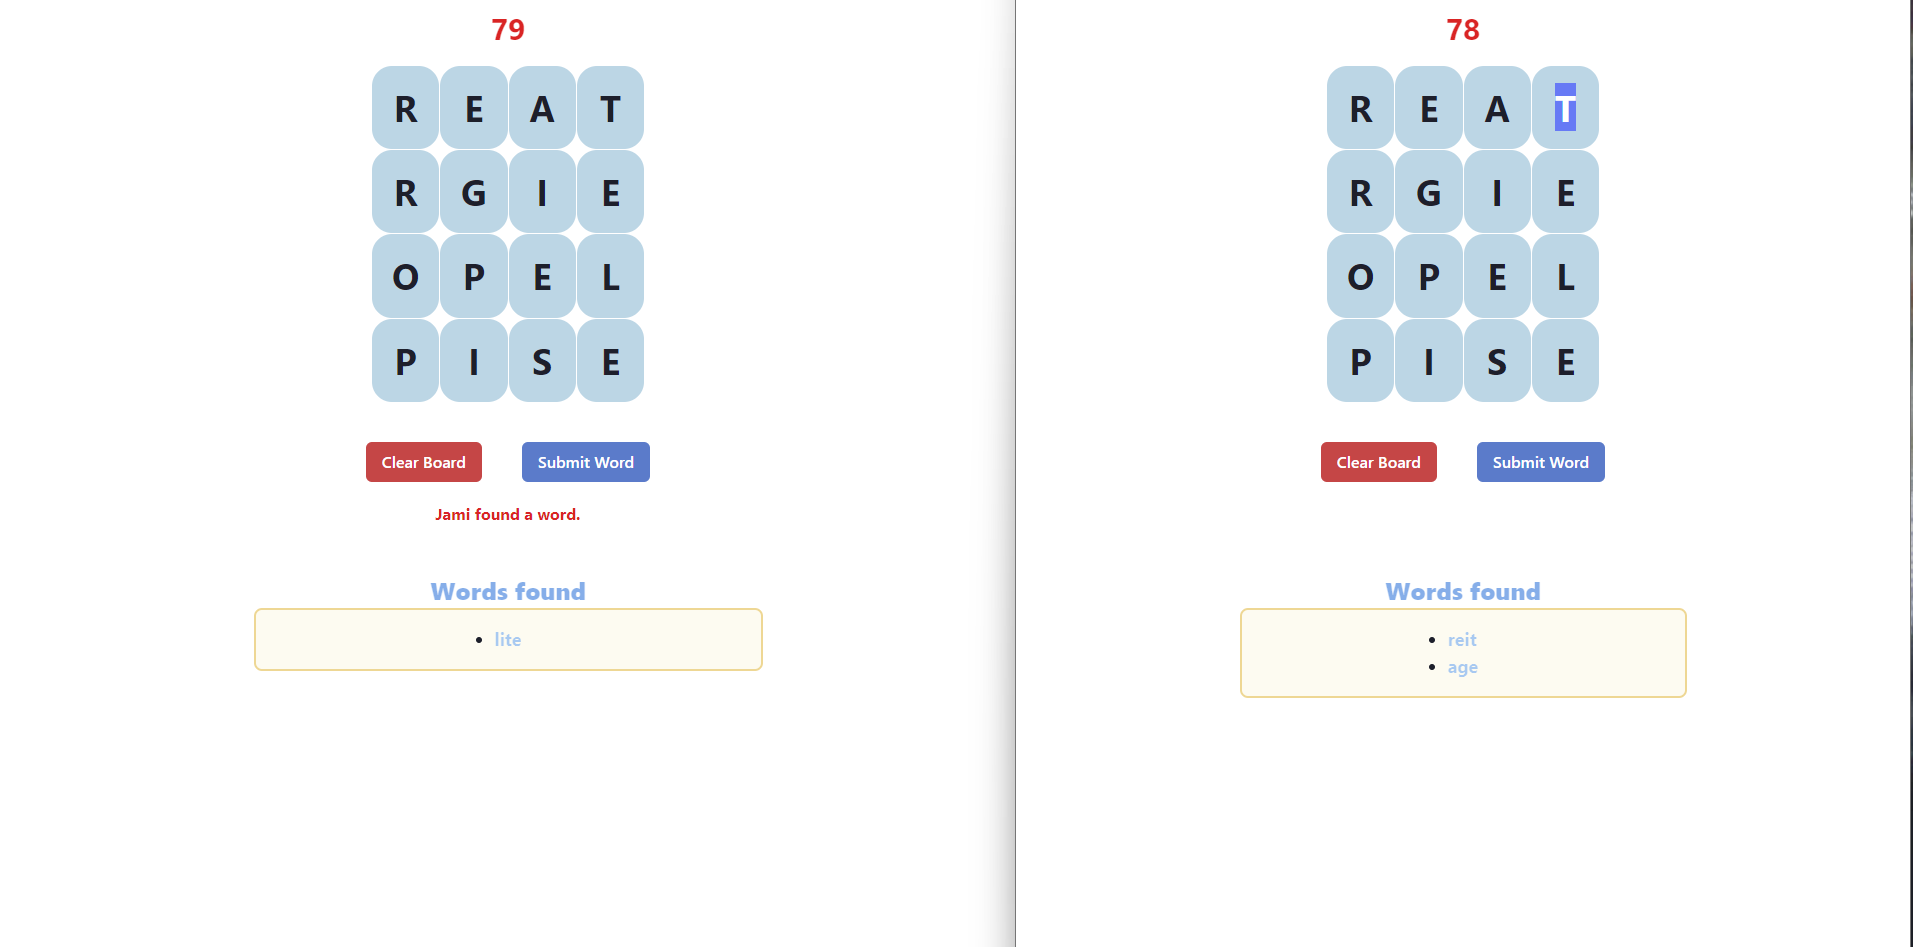 79
R E A T
R G I E
O P E L
P I S E
Clear Board Submit Word
Jami found a word.
Words found
• lite
78
R E A T
R G I E
O P E L
P I S E
Clear Board Submit Word
Words found
• reit
• age